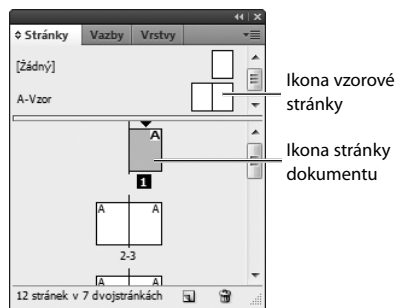 Stránky Vazby Vrstvy
[Žádný]
A-Vzor
Ikona vzorové
stránky
A
Ikona stránky
dokumentu
1
A A
2-3
A A
12 stránek v 7 dvojstránkách